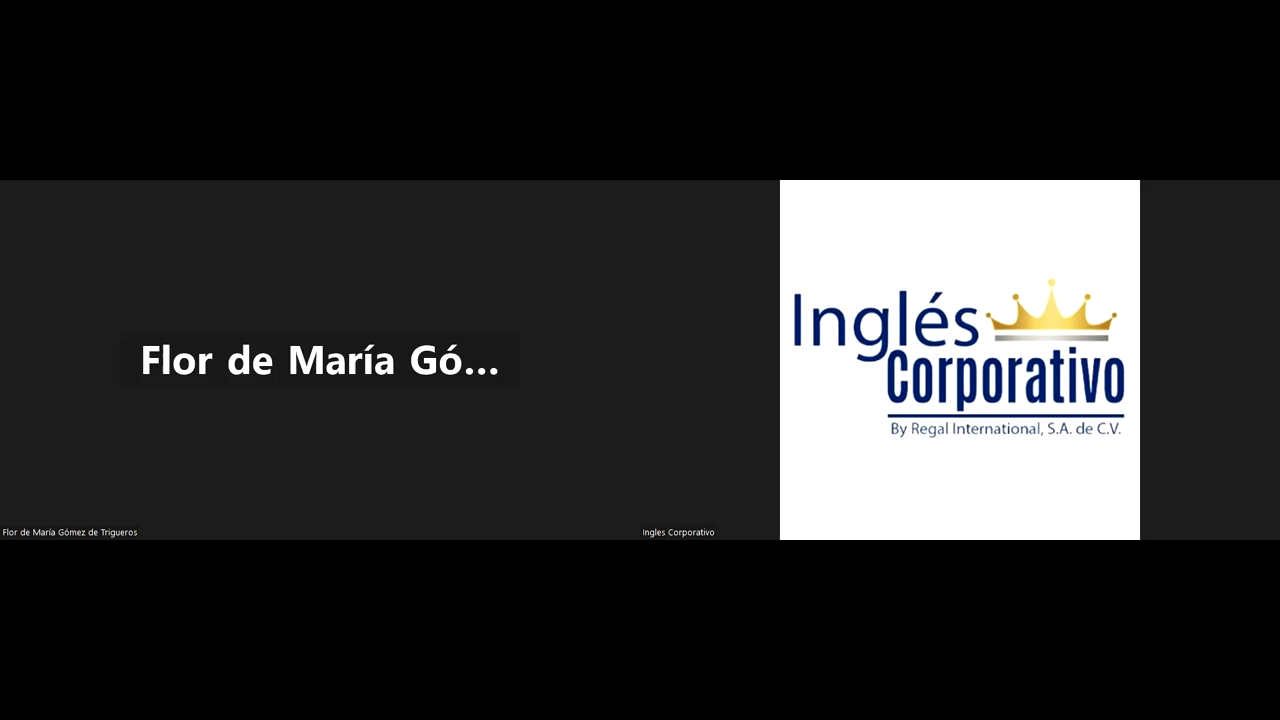 Flor de María Gó...
Flor de María Gómez de Trigueros
Inglés
Corporativo
By Regal International, S.A. de C.V.
Ingles Corporativo